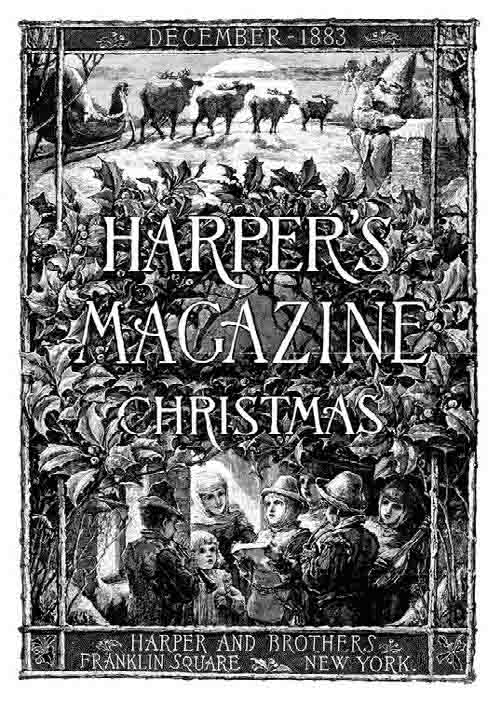 DECEMBER - 1883
HARPER'S
MAGAZINE
CHRISTMAS
HARPER AND BROTHERS
FRANKLIN SQUARE NEW YORK.